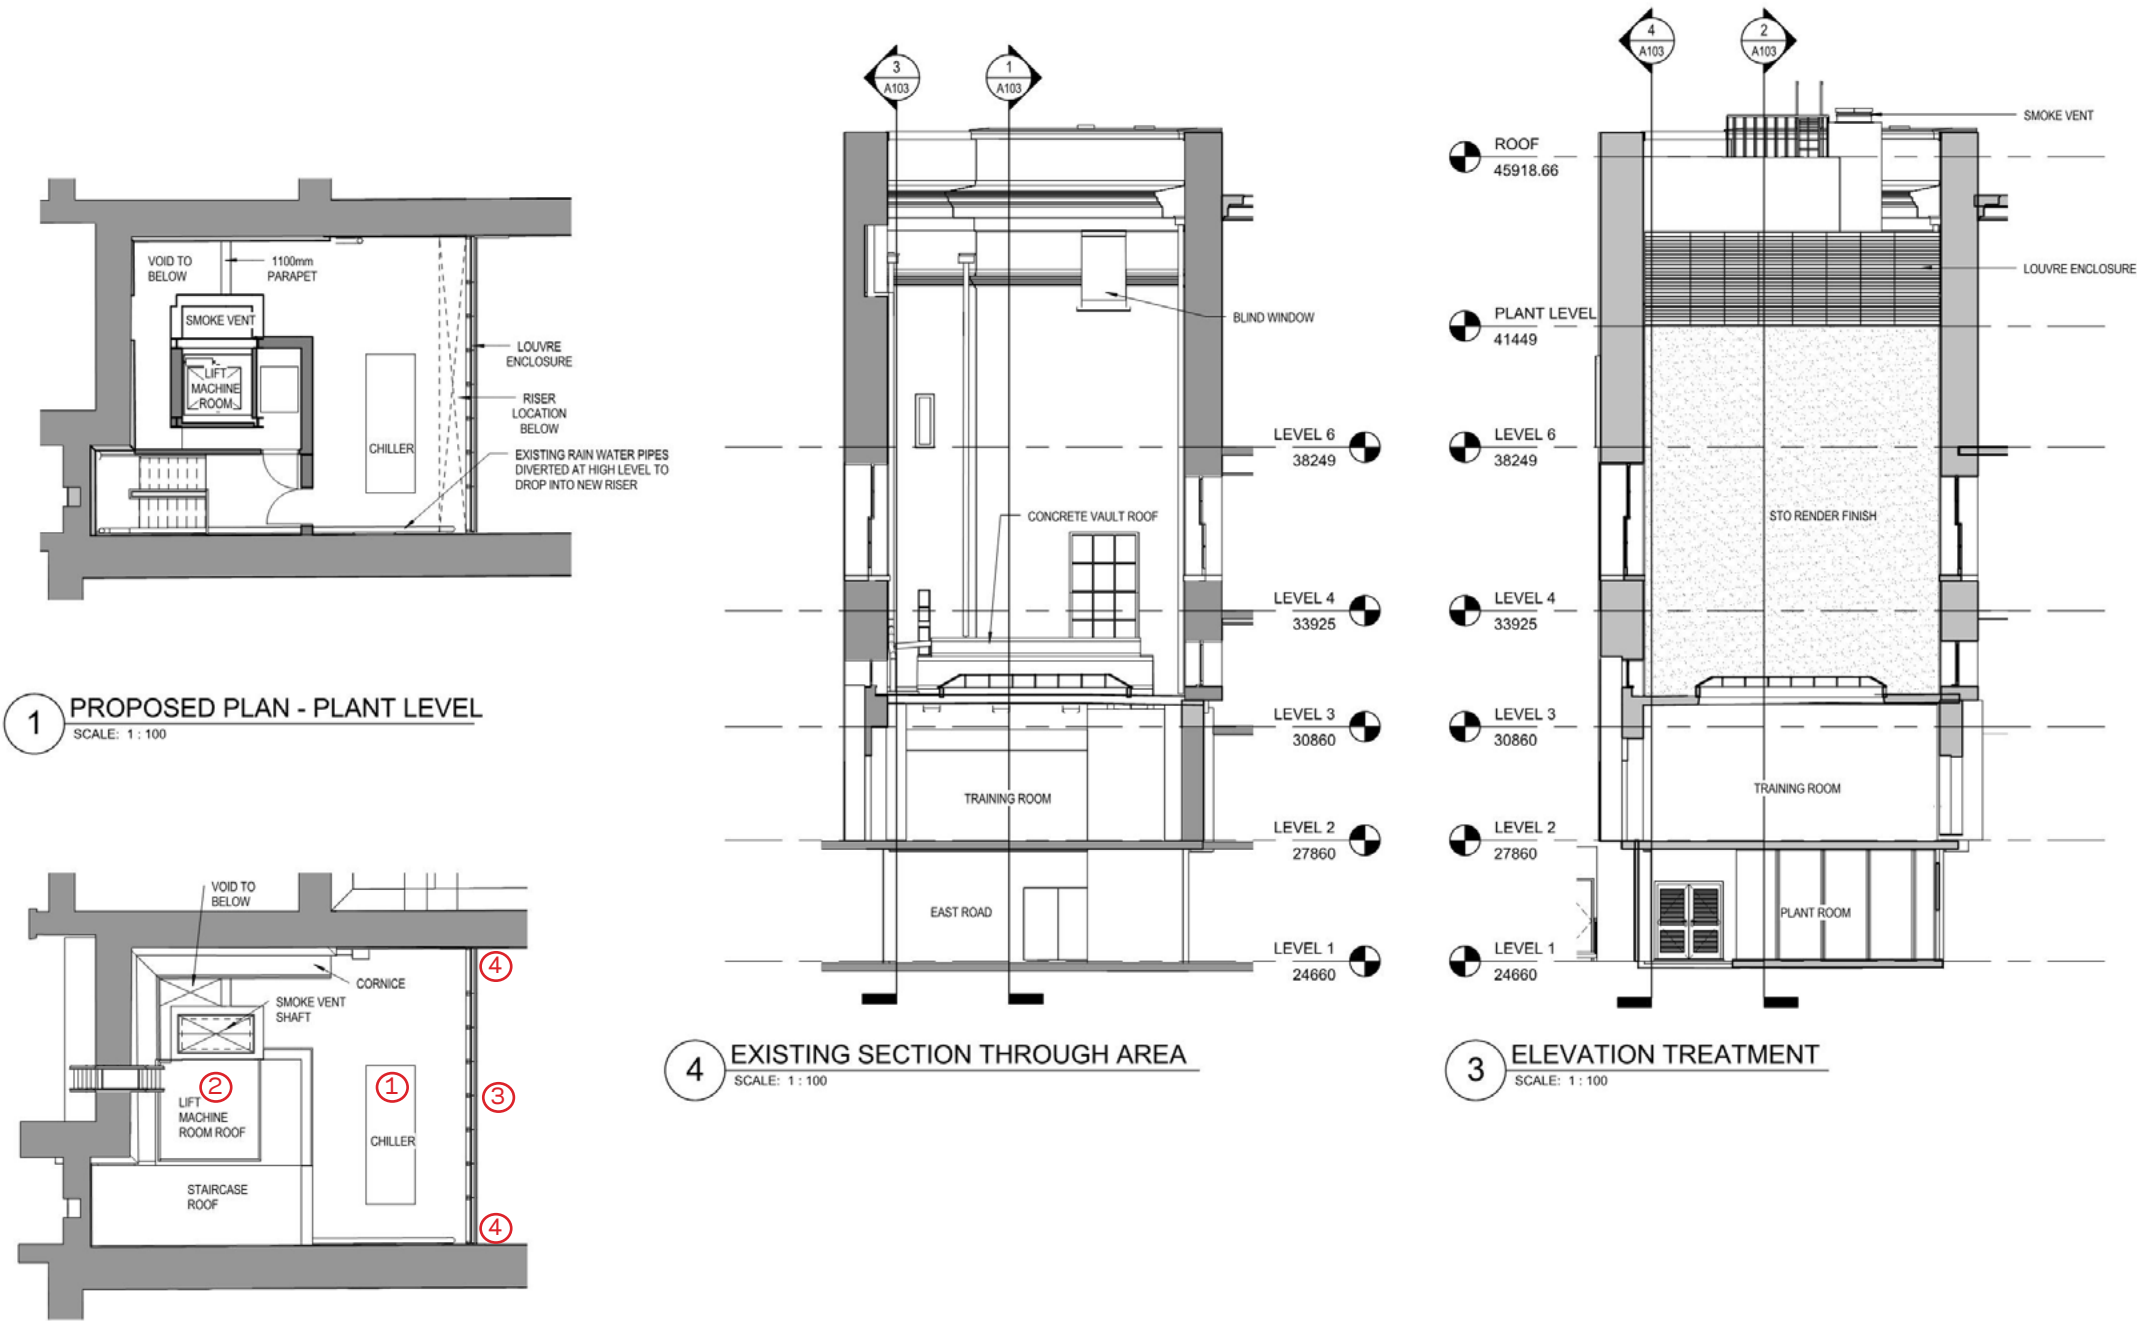 VOID TO
BELOW
1100mm
PARAPET
SMOKE VENT
LIFT
MACHINE
ROOM
CHILLER
LOUVRE
ENCLOSURE
RISER
LOCATION
BELOW
EXISTING RAIN WATER PIPES
DIVERTED AT HIGH LEVEL TO
DROP INTO NEW RISER
1
PROPOSED PLAN - PLANT LEVEL
SCALE: 1 : 100
VOID TO
BELOW
CORNICE
SMOKE VENT
SHAFT
2
LIFT
MACHINE
ROOM ROOF
1
CHILLER
STAIRCASE
ROOF
4
3
4
3
A103
1
A103
BLIND WINDOW
CONCRETE VAULT ROOF
TRAINING ROOM
EAST ROAD
LEVEL 6
38249
LEVEL 4
33925
LEVEL 3
30860
LEVEL 2
27860
LEVEL 1
24660
4
EXISTING SECTION THROUGH AREA
SCALE: 1 : 100
4
A103
2
A103
SMOKE VENT
ROOF
45918.66
LOUVRE ENCLOSURE
PLANT LEVEL
41449
LEVEL 6
38249
STO RENDER FINISH
LEVEL 4
33925
LEVEL 3
30860
TRAINING ROOM
LEVEL 2
27860
PLANT ROOM
LEVEL 1
24660
3
ELEVATION TREATMENT
SCALE: 1 : 100